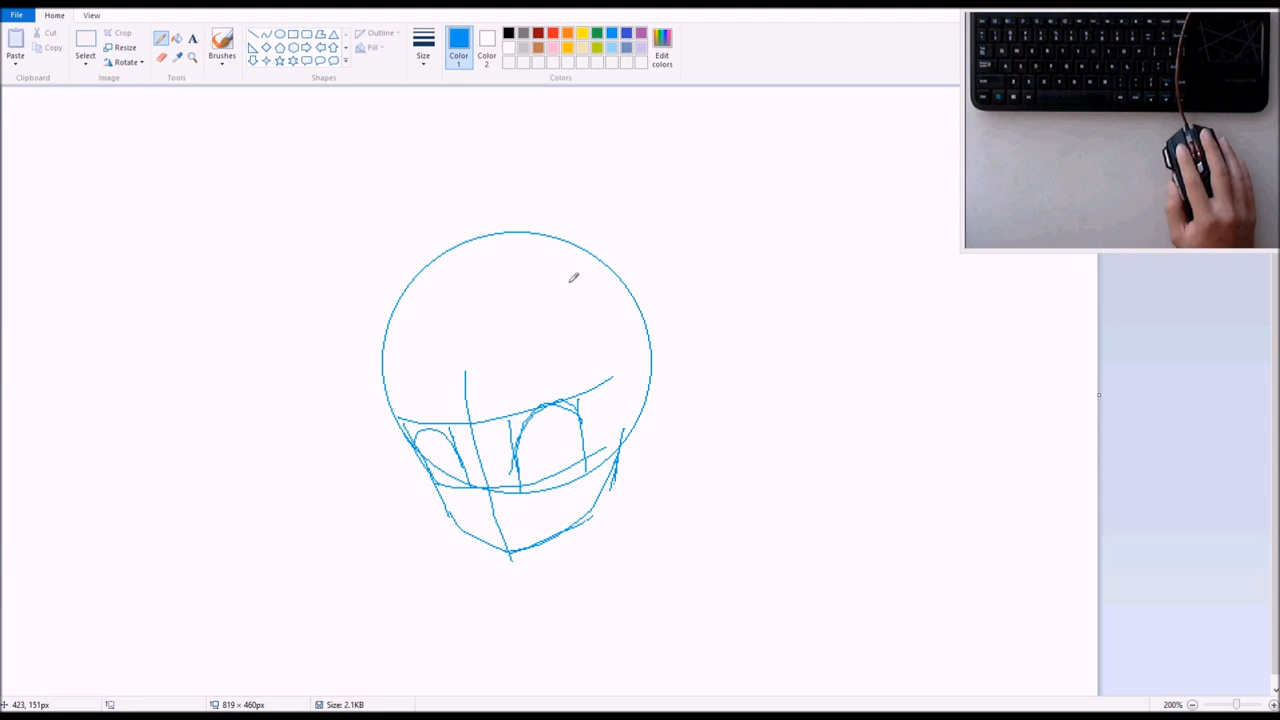 File Home View
Paste Cut Copy
Clipboard
Select Crop Resize Rotate
Image
Tools
Brushes
Shapes
Outline Fill
Size
Color 1
Color 2
Edit colors
Colors
423, 151px
819 × 460px
Size: 2.1KB
200%